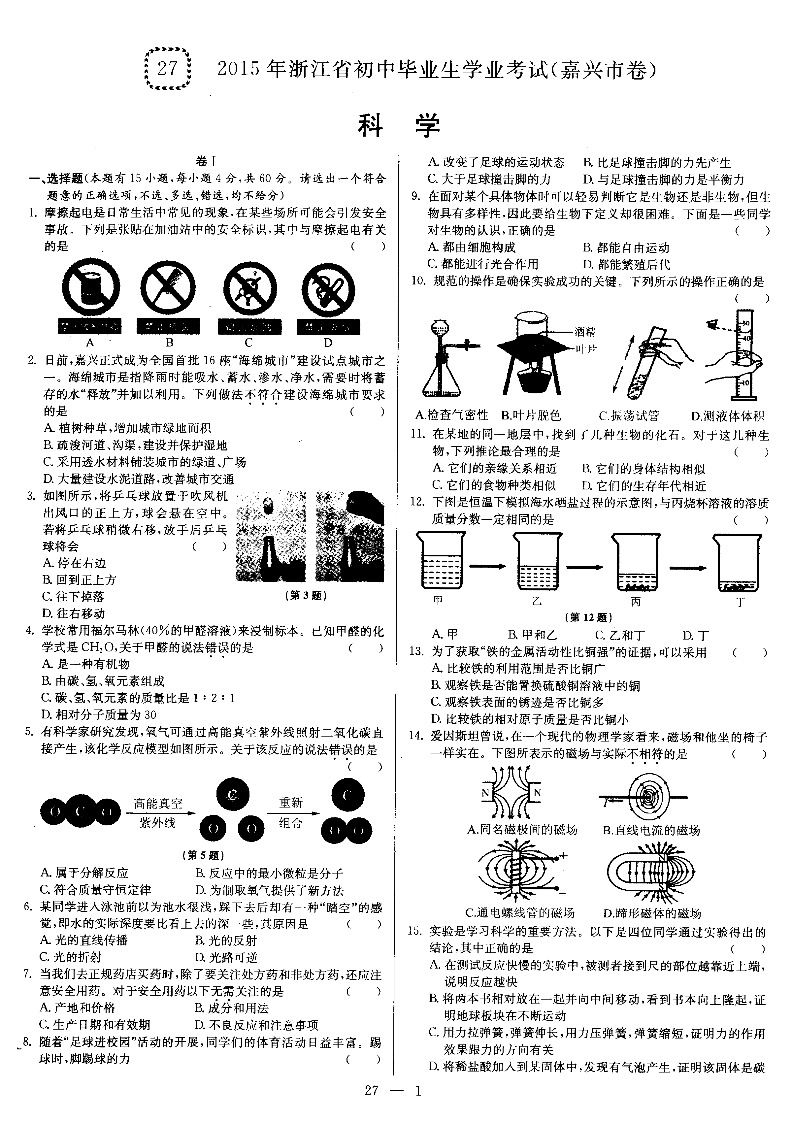 27 2015年浙江省初中毕业生学业考试(嘉兴市卷)
科 学
卷Ⅰ
一、选择题(本题有15小题,每小题4分,共60分。请选出一个符合
题意的正确选项,不选、多选、错选,均不给分)
1. 摩擦起电是日常生活中常见的现象,在某些场所可能会引发安全
事故。下列是张贴在加油站中的安全标识,其中与摩擦起电有关
的是 ( )
A B C D
2. 日前,嘉兴正式成为全国首批16座“海绵城市”建设试点城市之
一。海绵城市是指降雨时能吸水、蓄水、渗水、净水,需要时将蓄
存的水“释放”并加以利用。下列做法不符合建设海绵城市要求
的是 ( )
A. 植树种草,增加城市绿地面积
B. 疏浚河道、沟渠,建设并保护湿地
C. 采用透水材料铺装城市的绿道、广场
D. 大量建设水泥道路,改善城市交通
3. 如图所示,将乒乓球放置于吹风机
出风口的正上方,球会悬在空中。
若将乒乓球稍微右移,放手后乒乓
球将会 ( )
A. 停在右边
B. 回到正上方
C. 往下掉落
D. 往右移动
(第3题)
4. 学校常用福尔马林(40%的甲醛溶液)来浸制标本。已知甲醛的化
学式是CH₂O,关于甲醛的说法错误的是 ( )
A. 是一种有机物
B. 由碳、氢、氧元素组成
C. 碳、氢、氧元素的质量比是1∶2∶1
D. 相对分子质量为30
5. 有科学家研究发现,氧气可通过高能真空紫外线照射二氧化碳直
接产生,该化学反应模型如图所示。关于该反应的说法错误的是
( )
O C O 高能真空 紫外线 C O O 重新 组合 C O O
(第5题)
A. 属于分解反应 B. 反应中的最小微粒是分子
C. 符合质量守恒定律 D. 为制取氧气提供了新方法
6. 某同学进入泳池前以为池水很浅,踩下去后却有一种“踏空”的感
觉,即水的实际深度要比看上去的深一些,其原因是 ( )
A. 光的直线传播 B. 光的反射
C. 光的折射 D. 光路可逆
7. 当我们去正规药店买药时,除了要关注处方药和非处方药,还应注
意安全用药。对于安全用药以下无需关注的是 ( )
A. 产地和价格 B. 成分和用法
C. 生产日期和有效期 D. 不良反应和注意事项
8. 随着“足球进校园”活动的开展,同学们的体育活动日益丰富。踢
球时,脚踢球的力 ( )
A. 改变了足球的运动状态 B. 比足球撞击脚的力先产生
C. 大于足球撞击脚的力 D. 与足球撞击脚的力是平衡力
9. 在面对某个具体物体时可以轻易判断它是生物还是非生物,但生
物具有多样性,因此要给生物下定义却很困难。下面是一些同学
对生物的认识,正确的是 ( )
A. 都由细胞构成 B. 都能自由运动
C. 都能进行光合作用 D. 都能繁殖后代
10. 规范的操作是确保实验成功的关键。下列所示的操作正确的是
( )
酒精
叶片
A.检查气密性 B.叶片脱色 C.振荡试管 D.测液体体积
11. 在某地的同一地层中,找到了几种生物的化石。对于这几种生
物,下列推论最合理的是 ( )
A. 它们的亲缘关系相近 B. 它们的身体结构相似
C. 它们的食物种类相似 D. 它们的生存年代相近
12. 下图是恒温下模拟海水晒盐过程的示意图,与丙烧杯溶液的溶质
质量分数一定相同的是 ( )
甲 乙 丙 丁
(第12题)
A. 甲 B. 甲和乙 C. 乙和丁 D. 丁
13. 为了获取“铁的金属活动性比铜强”的证据,可以采用 ( )
A. 比较铁的利用范围是否比铜广
B. 观察铁是否能置换硫酸铜溶液中的铜
C. 观察铁表面的锈迹是否比铜多
D. 比较铁的相对原子质量是否比铜小
14. 爱因斯坦曾说,在一个现代的物理学家看来,磁场和他坐的椅子
一样实在。下图所表示的磁场与实际不相符的是 ( )
N N I
A.同名磁极间的磁场 B.直线电流的磁场
C.通电螺线管的磁场 D.蹄形磁体的磁场
15. 实验是学习科学的重要方法。以下是四位同学通过实验得出的
结论,其中正确的是 ( )
A. 在测试反应快慢的实验中,被测者接到尺的部位越靠近上端,
说明反应越快
B. 将两本书相对放在一起并向中间移动,看到书本向上隆起,证
明地球板块在不断运动
C. 用力拉弹簧,弹簧伸长,用力压弹簧,弹簧缩短,证明力的作用
效果跟力的方向有关
D. 将稀盐酸加入到某固体中,发现有气泡产生,证明该固体是碳
27 — 1